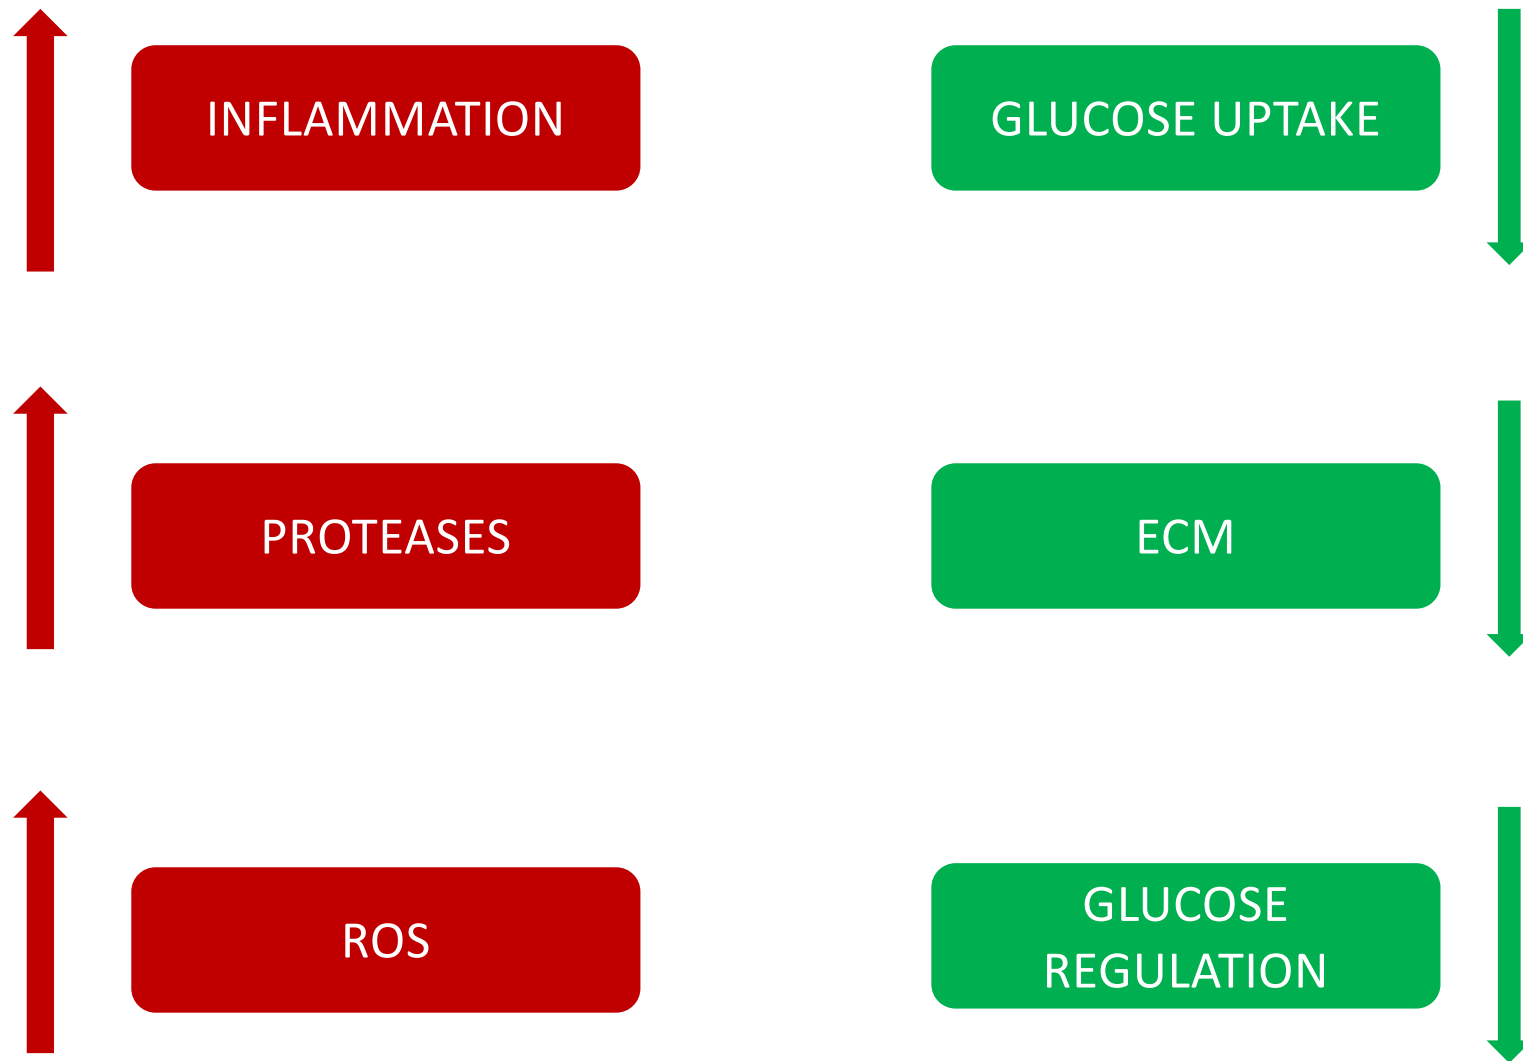 INFLAMMATION
GLUCOSE UPTAKE
PROTEASES
ECM
ROS
GLUCOSE
REGULATION